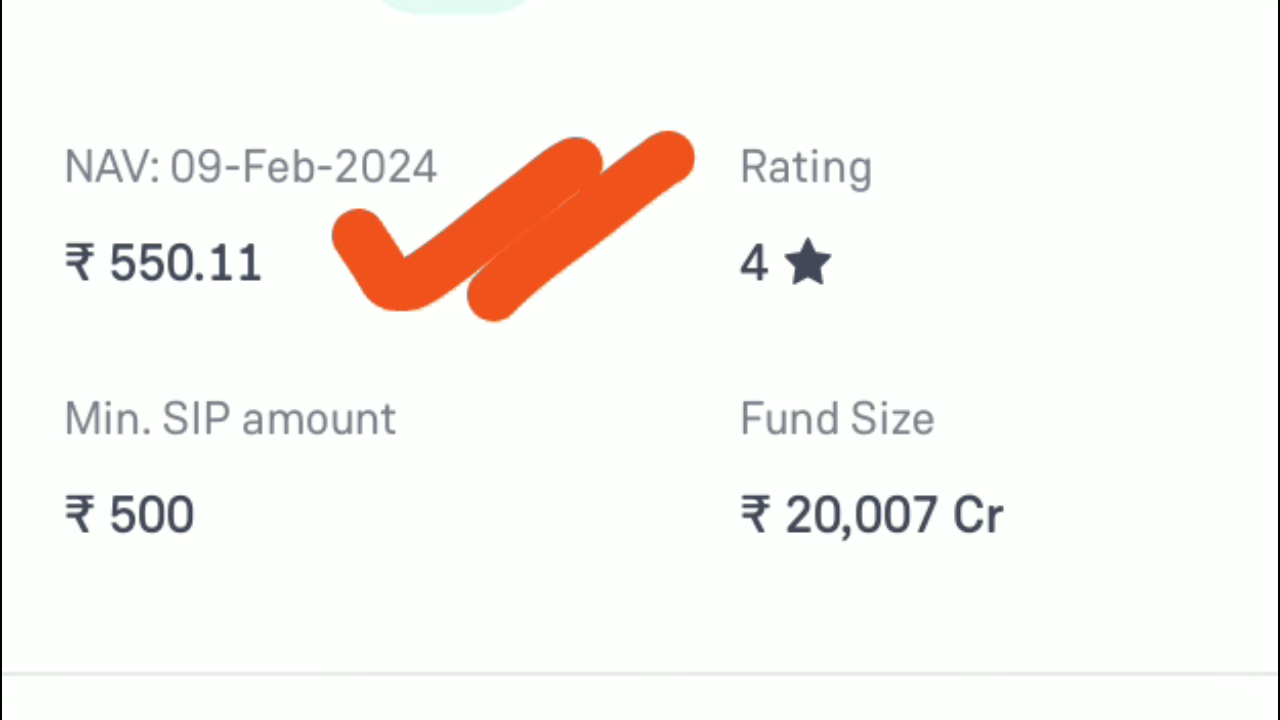 NAV: 09-Feb-2024
₹ 550.11
Rating
4 ★
Min. SIP amount
₹ 500
Fund Size
₹ 20,007 Cr